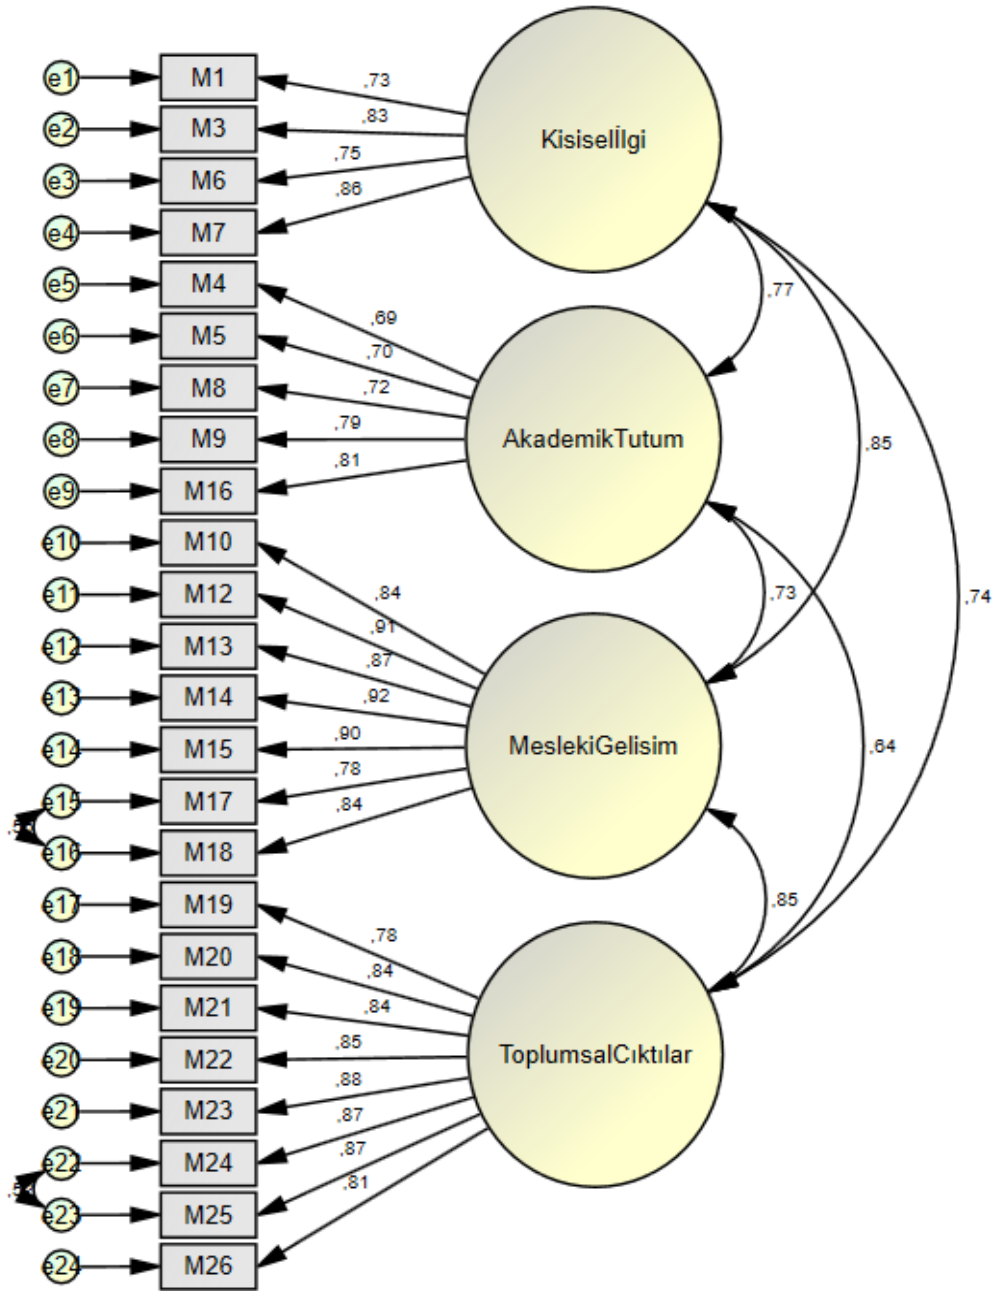 e1 M1 ,73
e2 M3 ,83
e3 M6 ,75
e4 M7 ,86
Kisiselİlgi
e5 M4 ,69
e6 M5 ,70
e7 M8 ,72
e8 M9 ,79
e9 M16 ,81
AkademikTutum
e10 M10 ,84
e11 M12 ,91
e12 M13 ,87
e13 M14 ,92
e14 M15 ,90
e15 M17 ,78
e16 M18 ,84
MeslekiGelisim
e17 M19 ,78
e18 M20 ,84
e19 M21 ,84
e20 M22 ,85
e21 M23 ,88
e22 M24 ,87
e23 M25 ,87
e24 M26 ,81
ToplumsalCıktılar
,77
,85
,74
,73
,64
,85